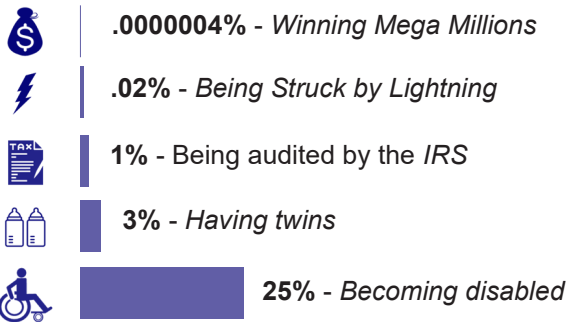 .0000004% - Winning Mega Millions
.02% - Being Struck by Lightning
TAX
1% - Being audited by the IRS
3% - Having twins
25% - Becoming disabled